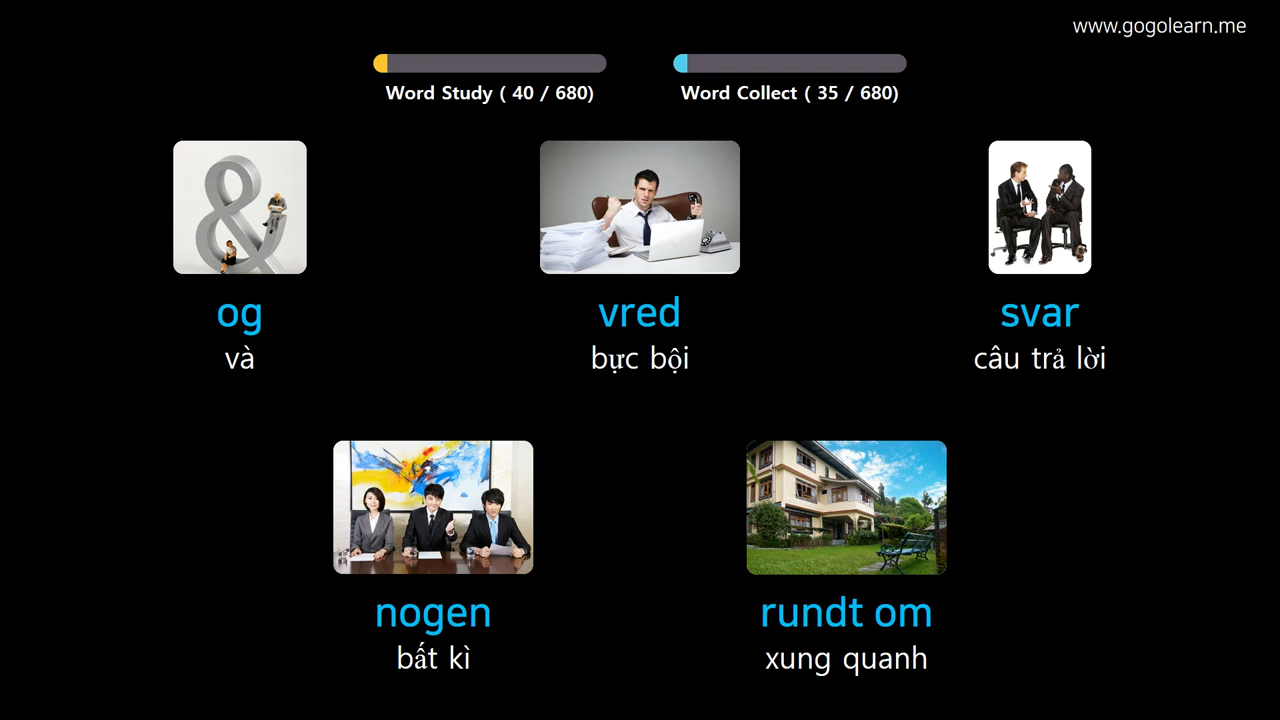 www.gogolearn.me
Word Study ( 40 / 680)
Word Collect ( 35 / 680)
&
og
và
vred
bực bội
svar
câu trả lời
nogen
bất kì
rundt om
xung quanh